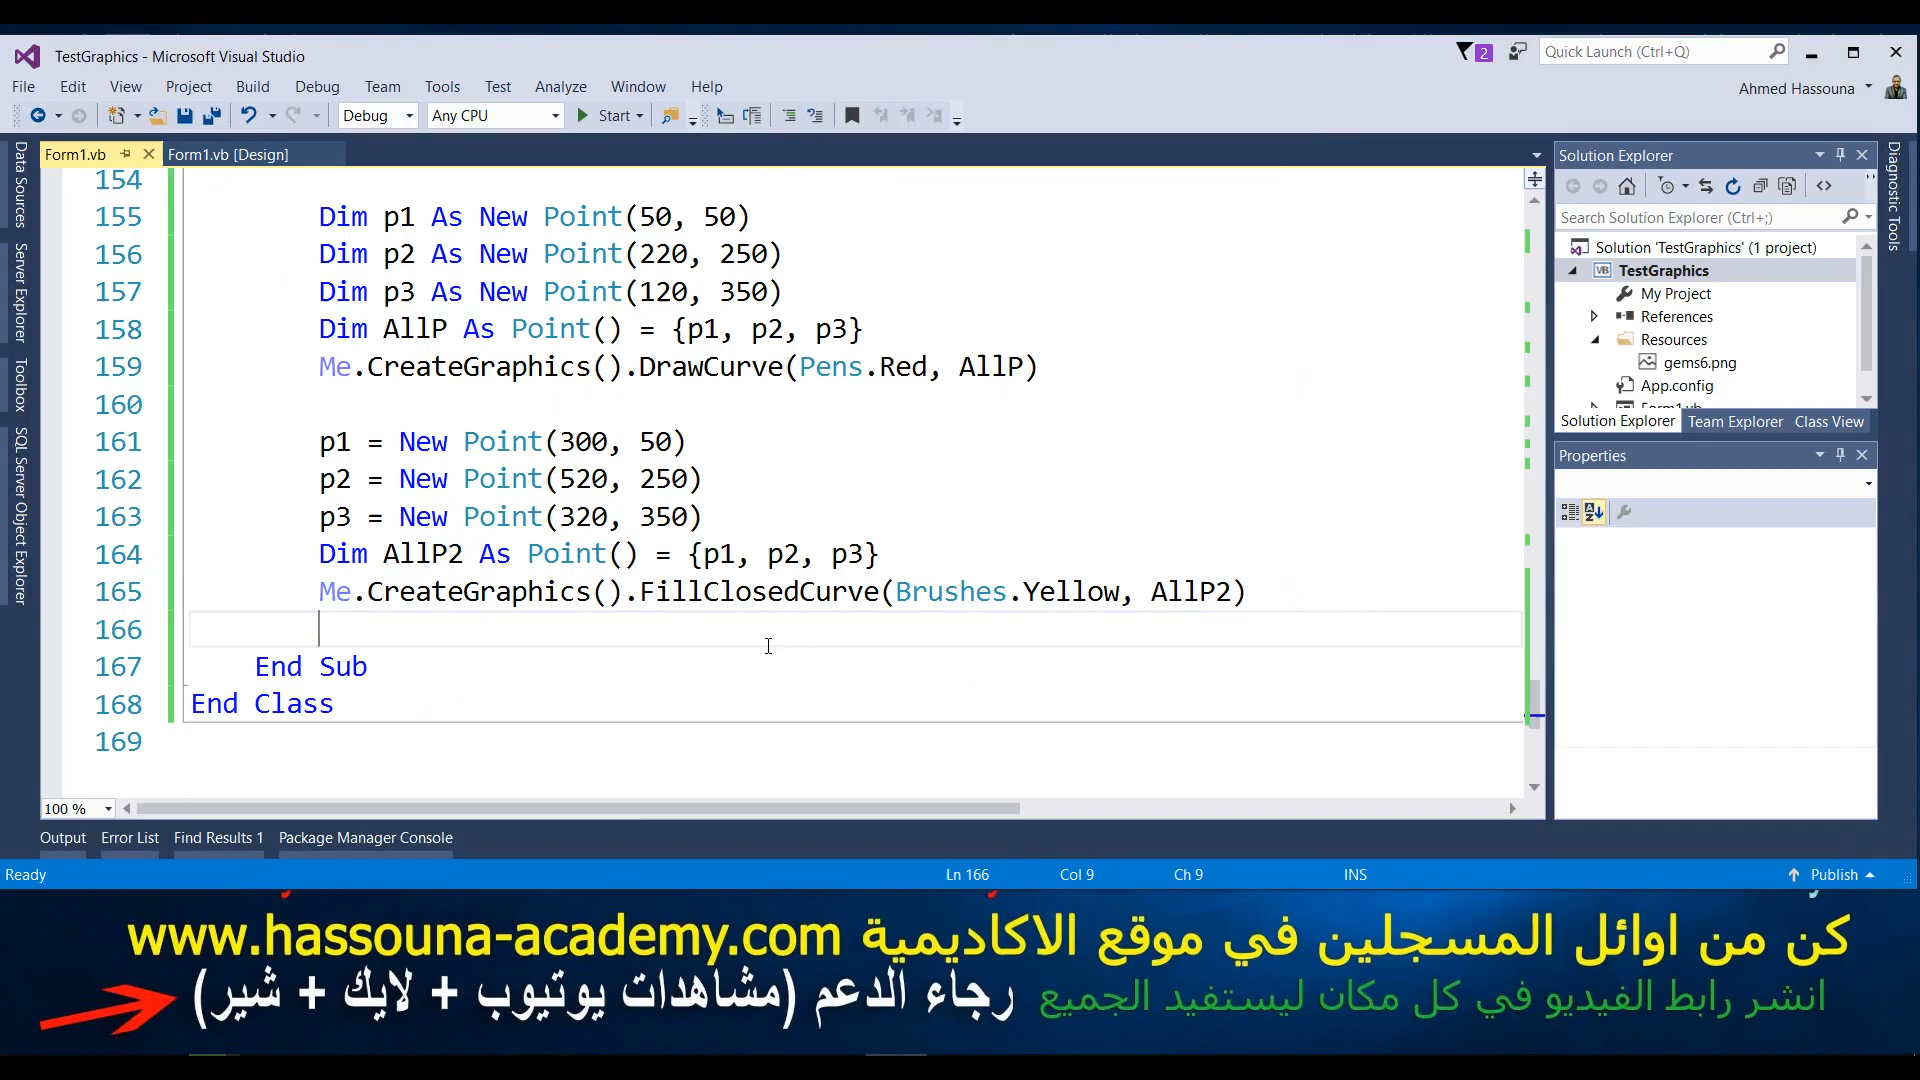 TestGraphics - Microsoft Visual Studio
2
Quick Launch (Ctrl+Q)
File Edit View Project Build Debug Team Tools Test Analyze Window Help
Ahmed Hassouna
Debug Any CPU Start
Form1.vb Form1.vb [Design]
Data Sources
Server Explorer
Toolbox
SQL Server Object Explorer
154
155 Dim p1 As New Point(50, 50)
156 Dim p2 As New Point(220, 250)
157 Dim p3 As New Point(120, 350)
158 Dim AllP As Point() = {p1, p2, p3}
159 Me.CreateGraphics().DrawCurve(Pens.Red, AllP)
160
161 p1 = New Point(300, 50)
162 p2 = New Point(520, 250)
163 p3 = New Point(320, 350)
164 Dim AllP2 As Point() = {p1, p2, p3}
165 Me.CreateGraphics().FillClosedCurve(Brushes.Yellow, AllP2)
166
167 End Sub
168 End Class
169
100 %
Solution Explorer
Search Solution Explorer (Ctrl+;)
Solution 'TestGraphics' (1 project)
VB TestGraphics
My Project
References
Resources
gems6.png
App.config
Form1.vb
Solution Explorer Team Explorer Class View
Properties
Diagnostic Tools
Output Error List Find Results 1 Package Manager Console
Ready Ln 166 Col 9 Ch 9 INS Publish
كن من اوائل المسجلين في موقع الاكاديمية www.hassouna-academy.com
انشر رابط الفيديو في كل مكان ليستفيد الجميع رجاء الدعم (مشاهدات يوتيوب + لايك + شير)